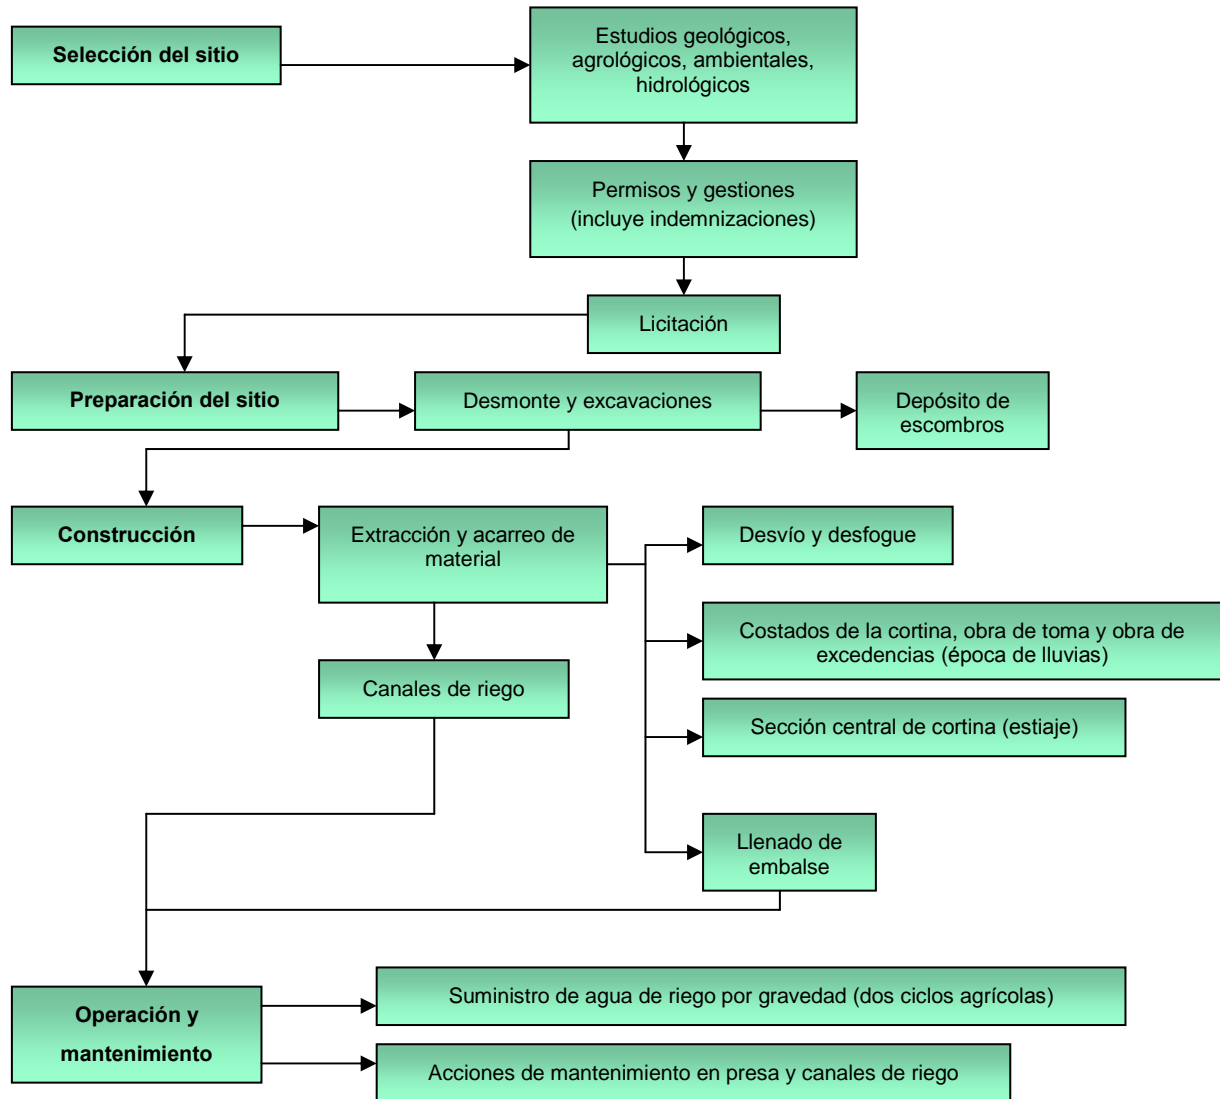 Selección del sitio
Estudios geológicos,
agrológicos, ambientales,
hidrológicos
Permisos y gestiones
(incluye indemnizaciones)
Licitación
Preparación del sitio
Desmonte y excavaciones
Depósito de
escombros
Construcción
Extracción y acarreo de
material
Desvío y desfogue
Costados de la cortina, obra de toma y obra de
excedencias (época de lluvias)
Canales de riego
Sección central de cortina (estiaje)
Llenado de
embalse
Operación y
mantenimiento
Suministro de agua de riego por gravedad (dos ciclos agrícolas)
Acciones de mantenimiento en presa y canales de riego